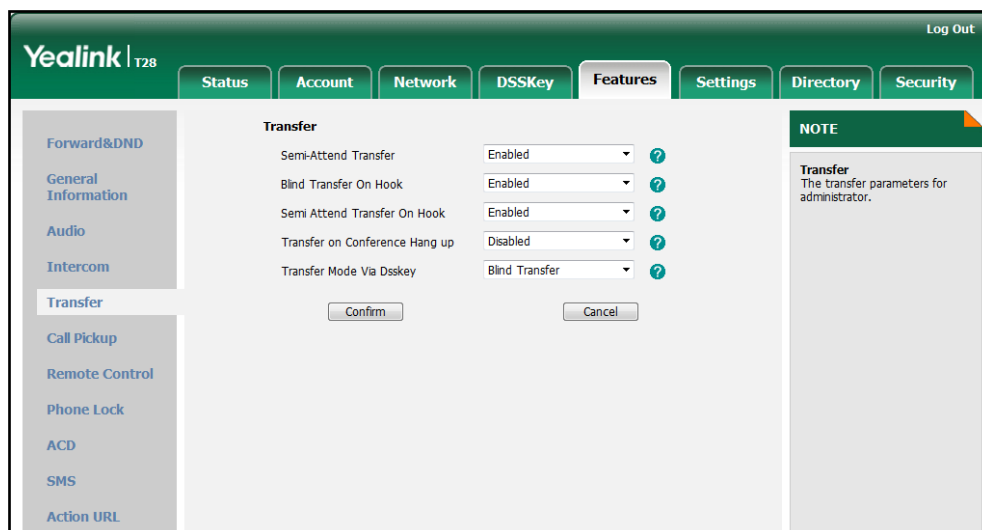 Log Out
Yealink T28
Status Account Network DSSKey Features Settings Directory Security
Forward&DND
General
Information
Audio
Intercom
Transfer
Call Pickup
Remote Control
Phone Lock
ACD
SMS
Action URL
Transfer
Semi-Attend Transfer Enabled ?
Blind Transfer On Hook Enabled ?
Semi Attend Transfer On Hook Enabled ?
Transfer on Conference Hang up Disabled ?
Transfer Mode Via Dsskey Blind Transfer ?
Confirm Cancel
NOTE
Transfer
The transfer parameters for
administrator.